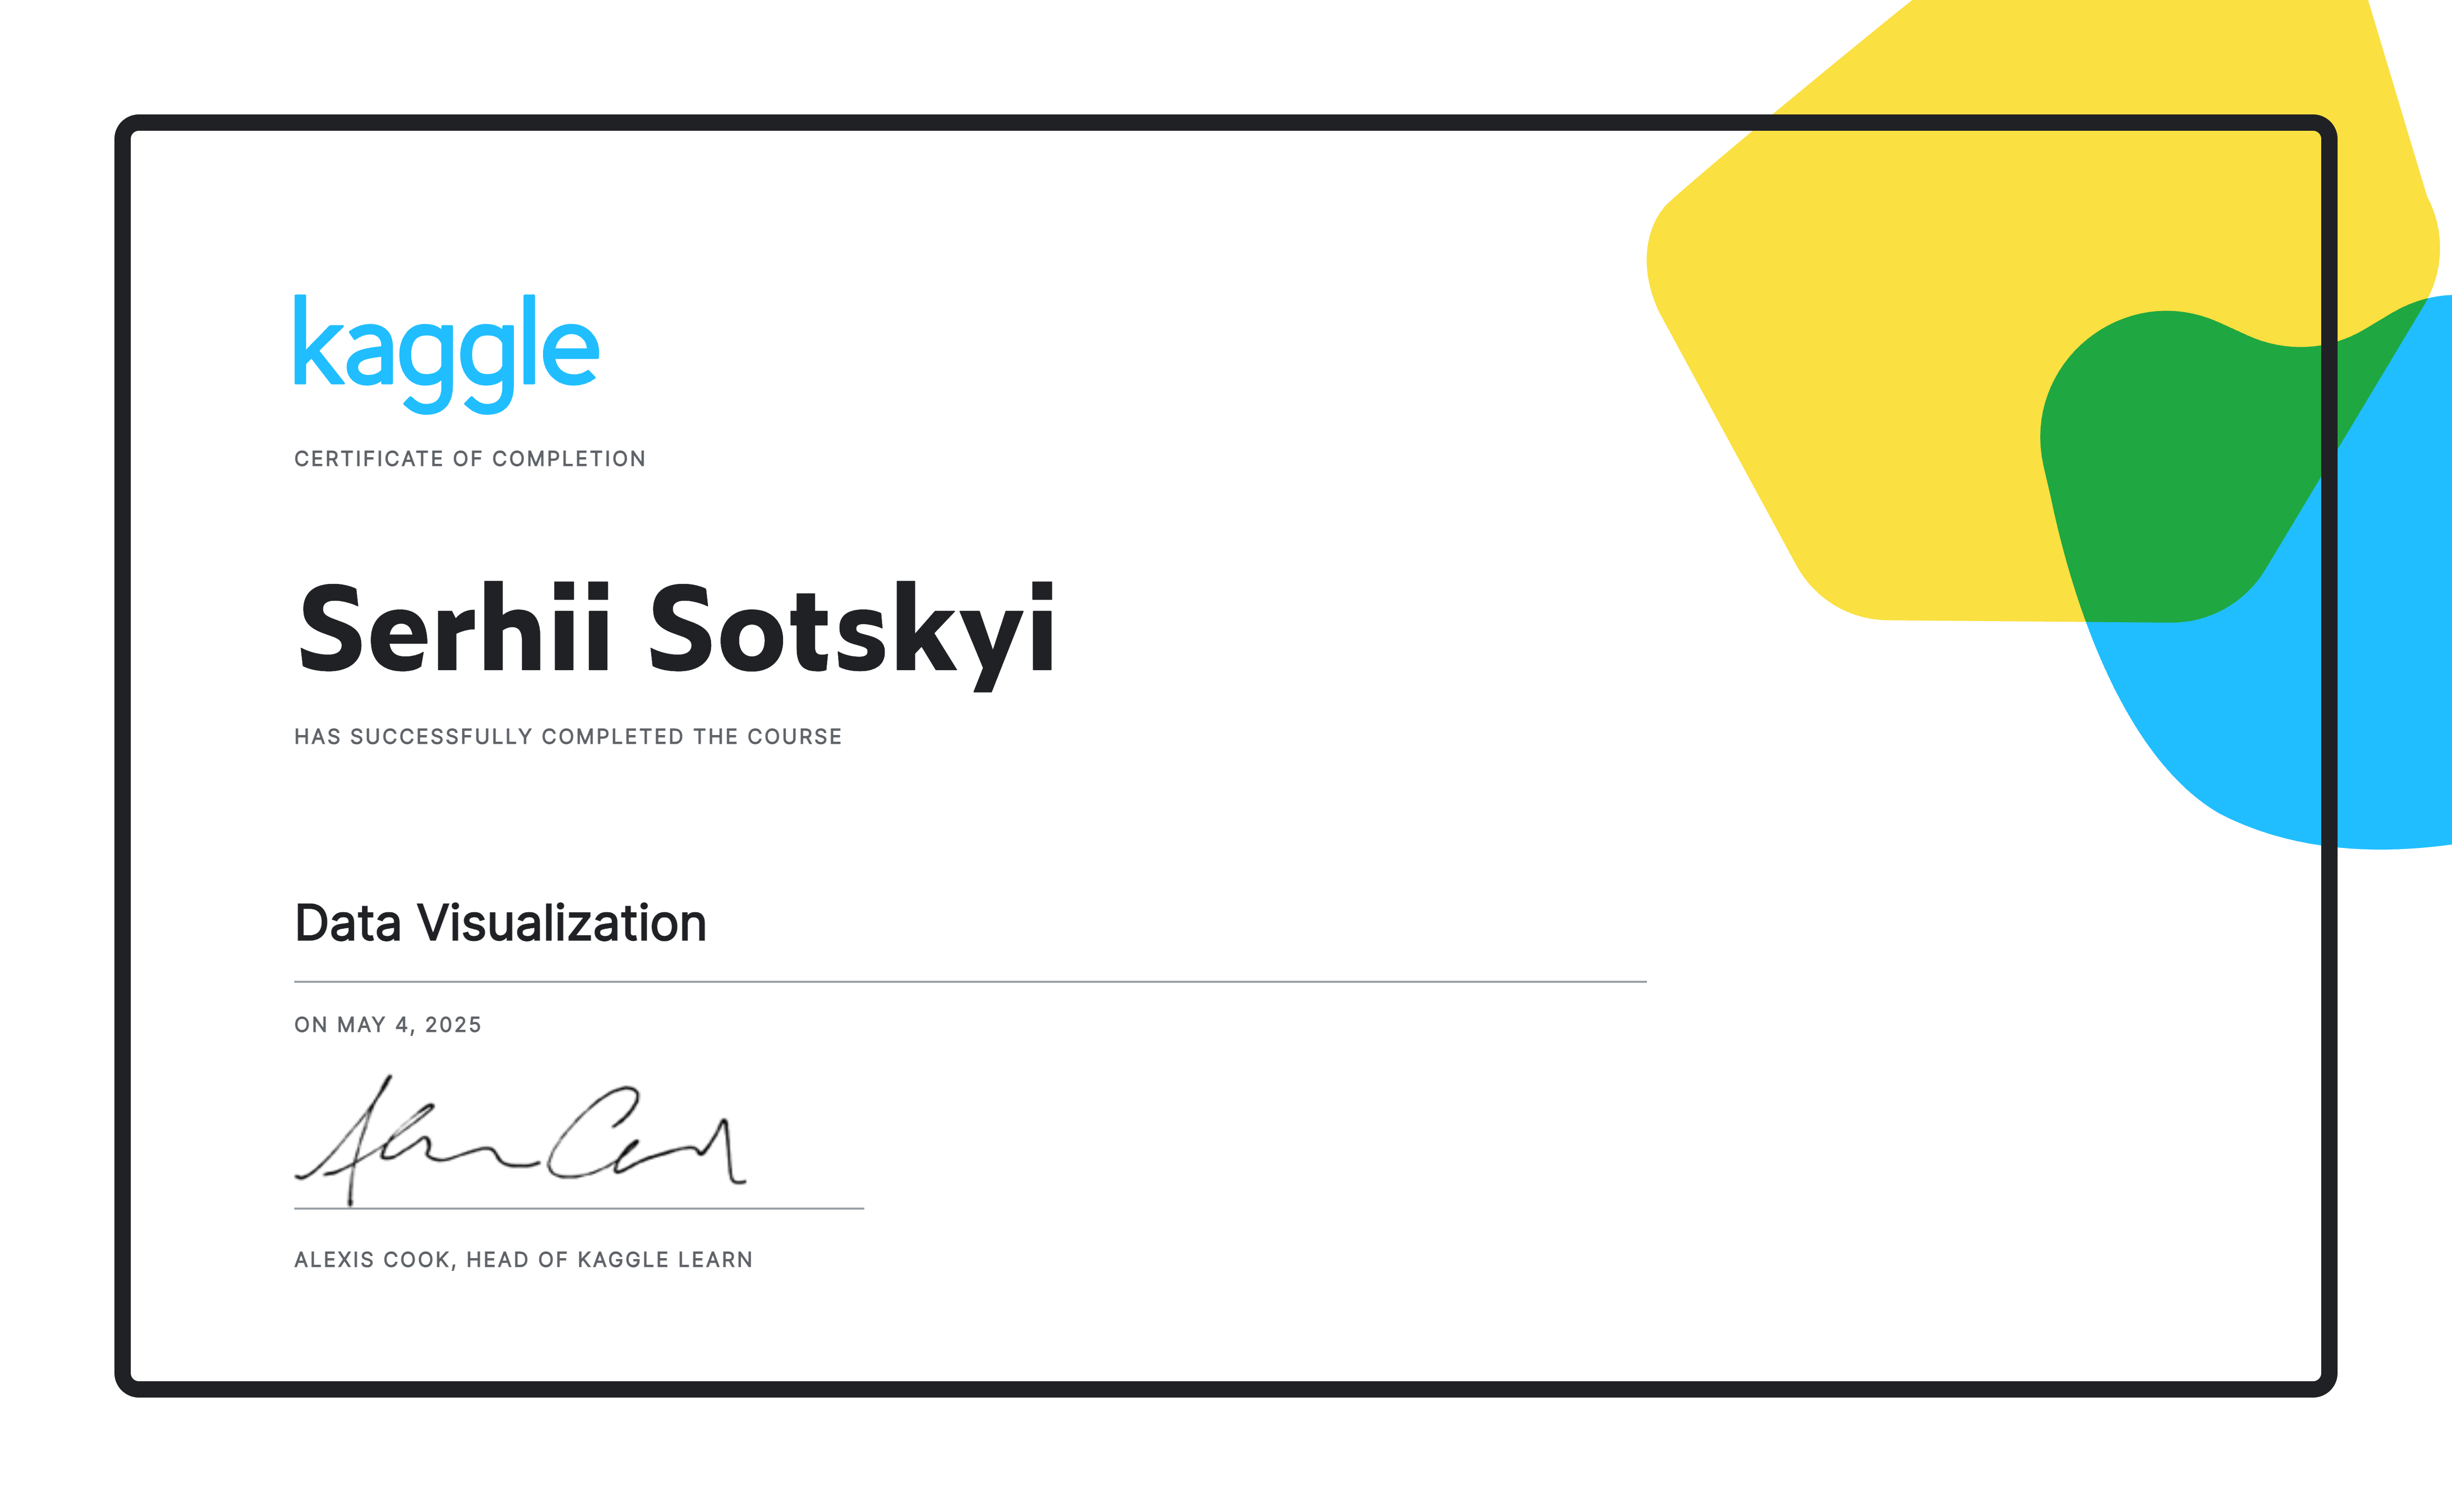 kaggle
CERTIFICATE OF COMPLETION
Serhii Sotskyi
HAS SUCCESSFULLY COMPLETED THE COURSE
Data Visualization
ON MAY 4, 2025
ALEXIS COOK, HEAD OF KAGGLE LEARN